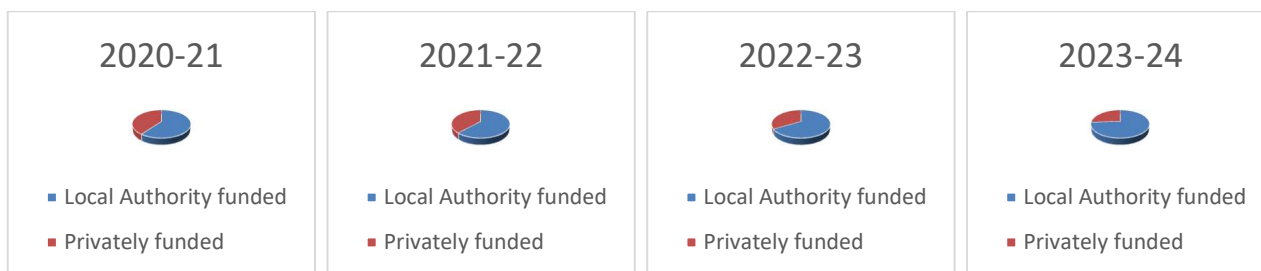 2020-21
Local Authority funded
Privately funded
2021-22
Local Authority funded
Privately funded
2022-23
Local Authority funded
Privately funded
2023-24
Local Authority funded
Privately funded